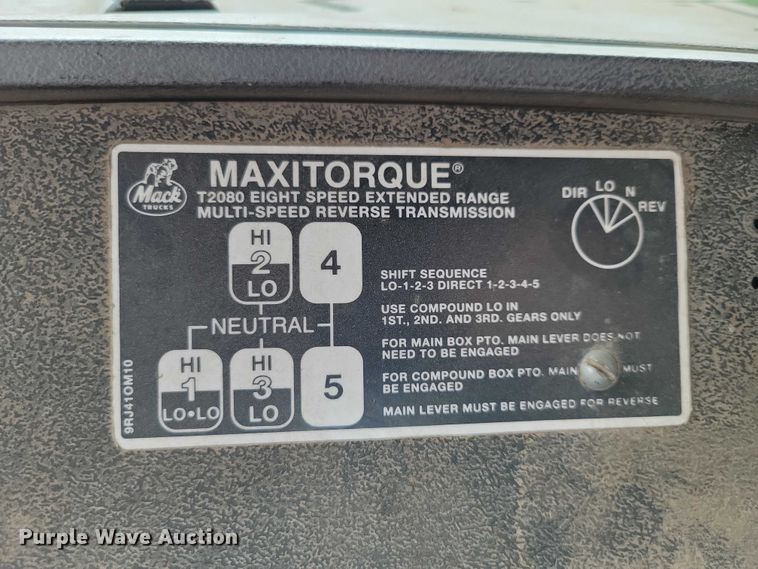 Mack
TRUCKS
MAXITORQUE®
T2080 EIGHT SPEED EXTENDED RANGE
MULTI-SPEED REVERSE TRANSMISSION
DIR LO N REV
HI
2
LO
4
NEUTRAL
HI
1
LO•LO
HI
3
LO
5
SHIFT SEQUENCE
LO-1-2-3 DIRECT 1-2-3-4-5
USE COMPOUND LO IN
1ST., 2ND. AND 3RD. GEARS ONLY
FOR MAIN BOX PTO. MAIN LEVER DOES NOT
NEED TO BE ENGAGED
FOR COMPOUND BOX PTO. MAIN MUST
BE ENGAGED
MAIN LEVER MUST BE ENGAGED FOR REVERSE
9RJ41OM10
Purple Wave Auction